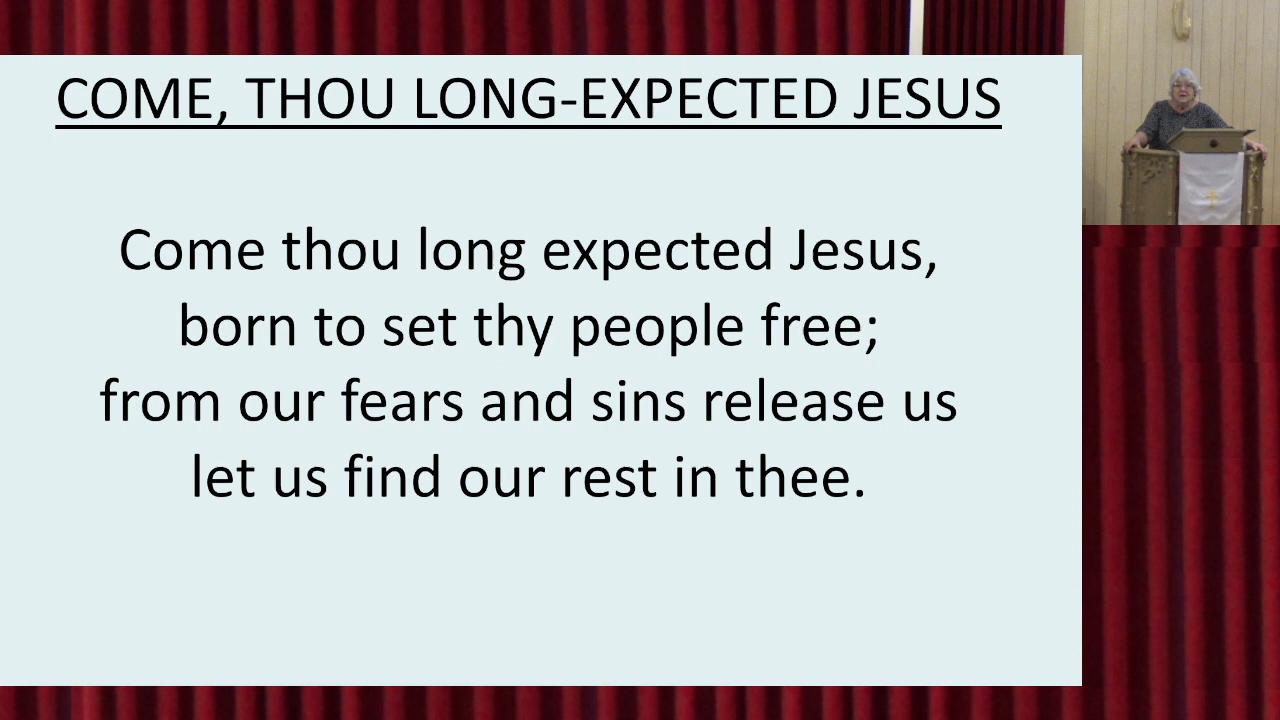 COME, THOU LONG-EXPECTED JESUS
Come thou long expected Jesus,
born to set thy people free;
from our fears and sins release us
let us find our rest in thee.